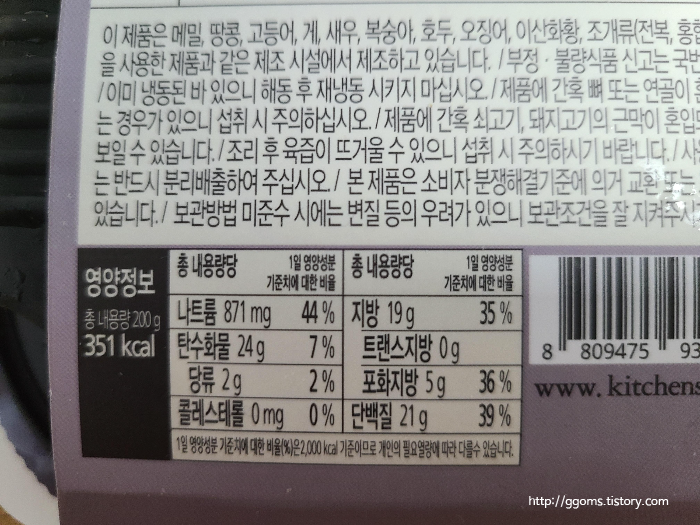 이 제품은 메밀, 땅콩, 고등어, 게, 새우, 복숭아, 호두, 오징어, 이산화황, 조개류(전복, 홍합
을 사용한 제품과 같은 제조 시설에서 제조하고 있습니다. / 부정·불량식품 신고는 국번
/ 이미 냉동된 바 있으니 해동 후 재냉동 시키지 마십시오. / 제품에 간혹 뼈 또는 연골이
는 경우가 있으니 섭취 시 주의하십시오. / 제품에 간혹 쇠고기, 돼지고기의 근막이 혼입
보일 수 있습니다. / 조리 후 육즙이 뜨거울 수 있으니 섭취 시 주의하시기 바랍니다. /
는 반드시 분리배출하여 주십시오. / 본 제품은 소비자 분쟁해결기준에 의거 교환 또는
있습니다. / 보관방법 미준수 시에는 변질 등의 우려가 있으니 보관조건을 잘 지켜주시
영양정보
총 내용량 200 g
351 kcal
총 내용량당 1일 영양성분 기준치에 대한 비율 총 내용량당 1일 영양성분 기준치에 대한 비율
나트륨 871 mg 44 % 지방 19 g 35 %
탄수화물 24 g 7 % 트랜스지방 0 g
당류 2 g 2 % 포화지방 5 g 36 %
콜레스테롤 0 mg 0 % 단백질 21 g 39 %
1일 영양성분 기준치에 대한 비율(%)은 2,000 kcal 기준이므로 개인의 필요열량에 따라 다를수 있습니다.
8 809475 93
www.kitchens
http://ggoms.tistory.com